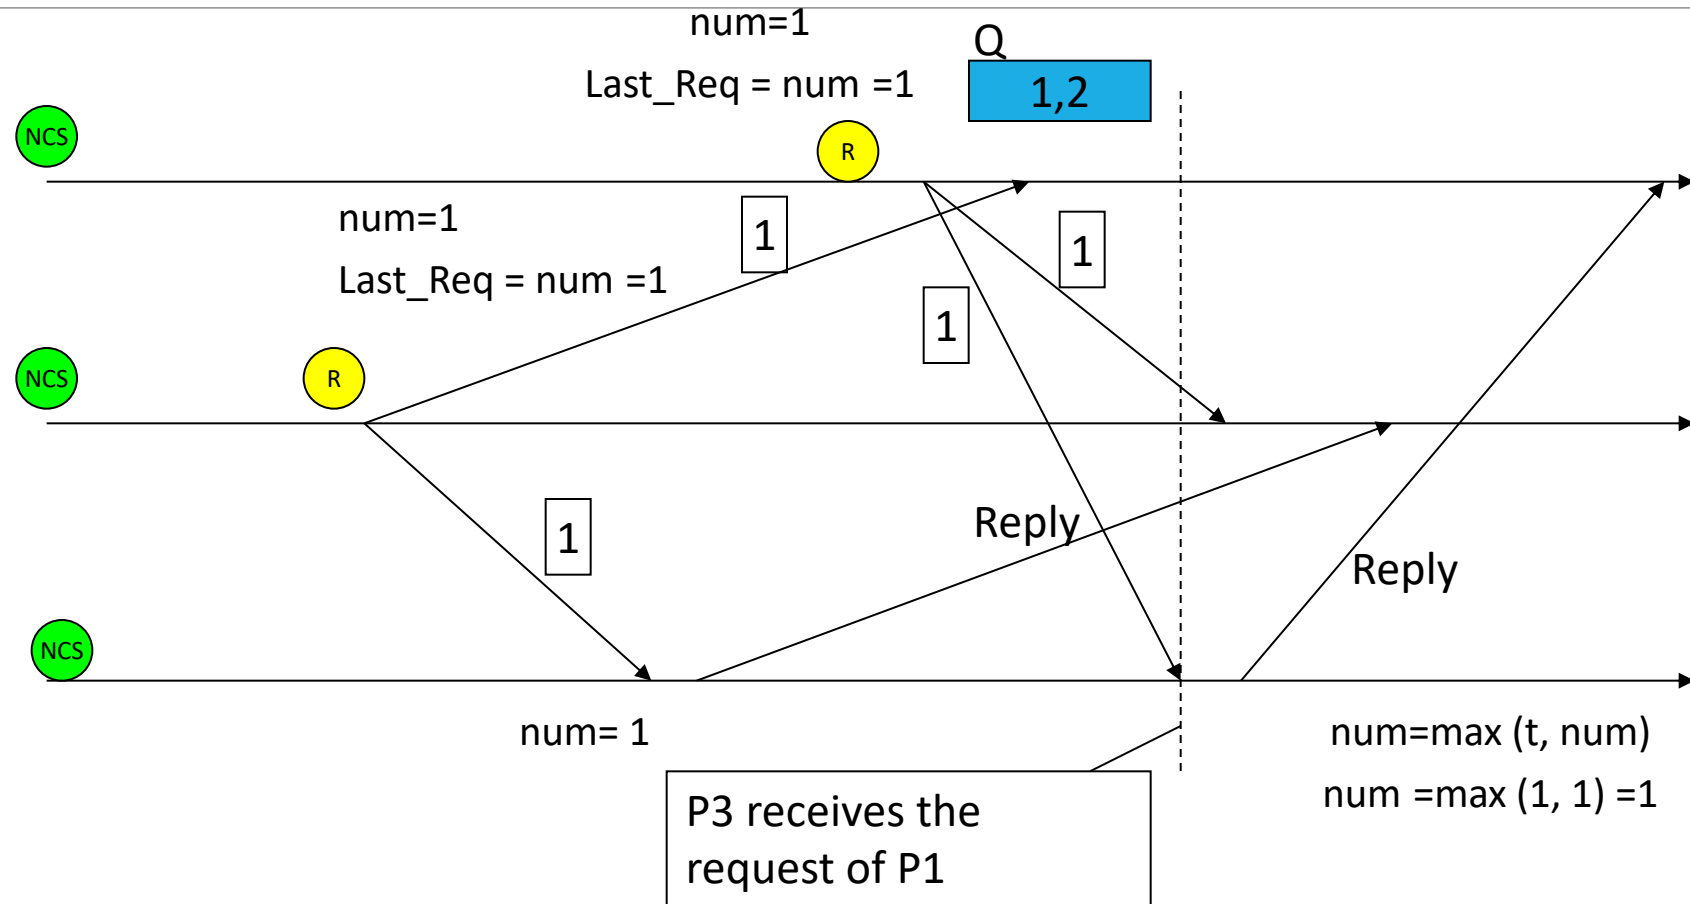 num=1
Last_Req = num =1
Q
1,2
NCS
R
num=1
Last_Req = num =1
1
1
1
NCS
R
1
Reply
Reply
NCS
num= 1
num=max (t, num)
num =max (1, 1) =1
P3 receives the
request of P1